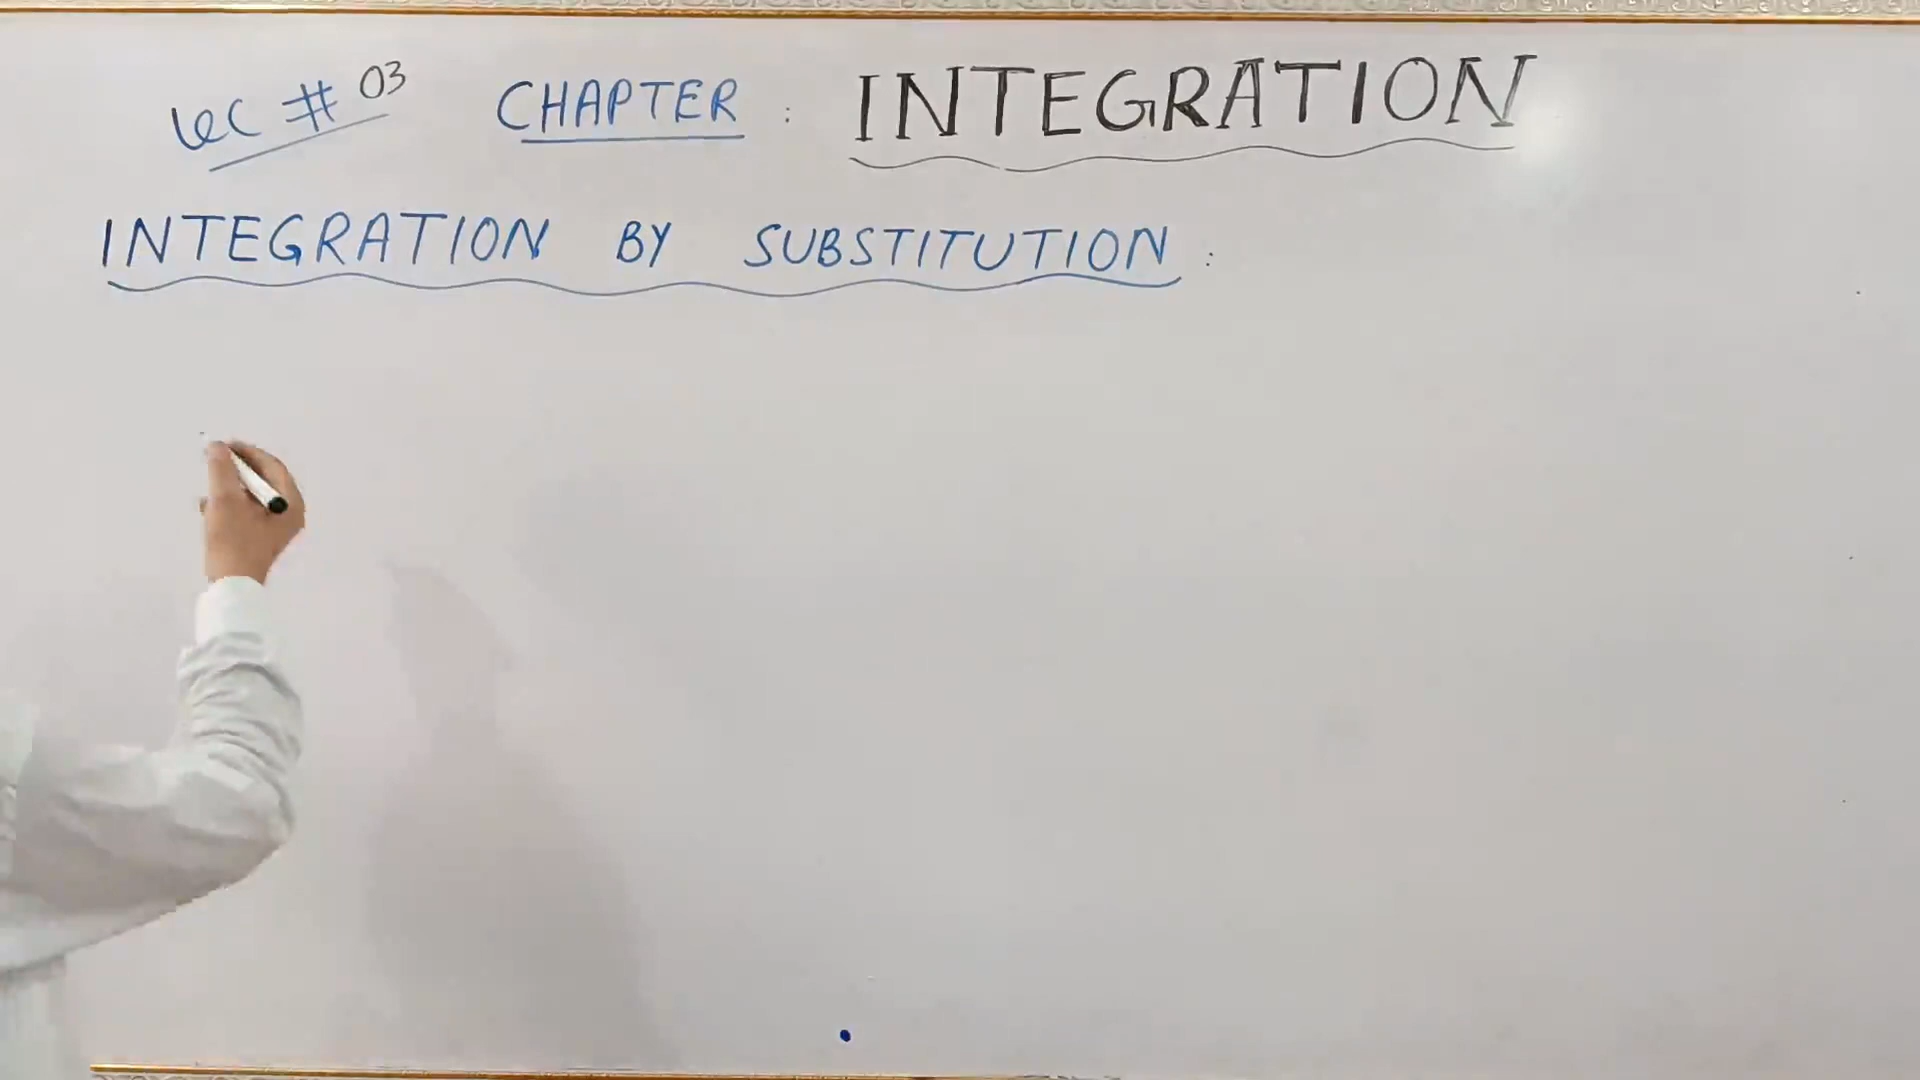 Lec # 03 CHAPTER : INTEGRATION
INTEGRATION BY SUBSTITUTION :